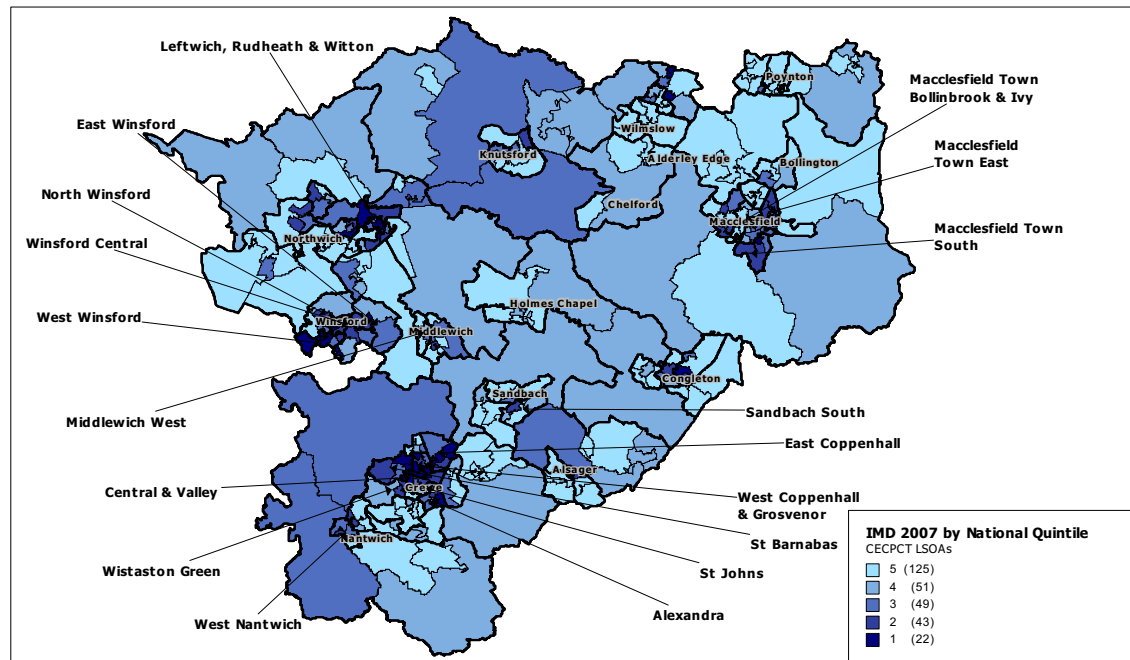 Leftwich, Rudheath & Witton
East Winsford
North Winsford
Winsford Central
West Winsford
Middlewich West
Central & Valley
Wistaston Green
West Nantwich
Poynton
Wilmslow
Knutsford
Alderley Edge
Bollington
Chelford
Macclesfield
Northwich
Holmes Chapel
Winsford
Middlewich
Congleton
Sandbach
Alsager
Crewe
Nantwich
Macclesfield Town
Bollinbrook & Ivy
Macclesfield
Town East
Macclesfield Town
South
Sandbach South
East Coppenhall
West Coppenhall
& Grosvenor
St Barnabas
St Johns
Alexandra
IMD 2007 by National Quintile
CECPCT LSOAs
5 (125)
4 (51)
3 (49)
2 (43)
1 (22)